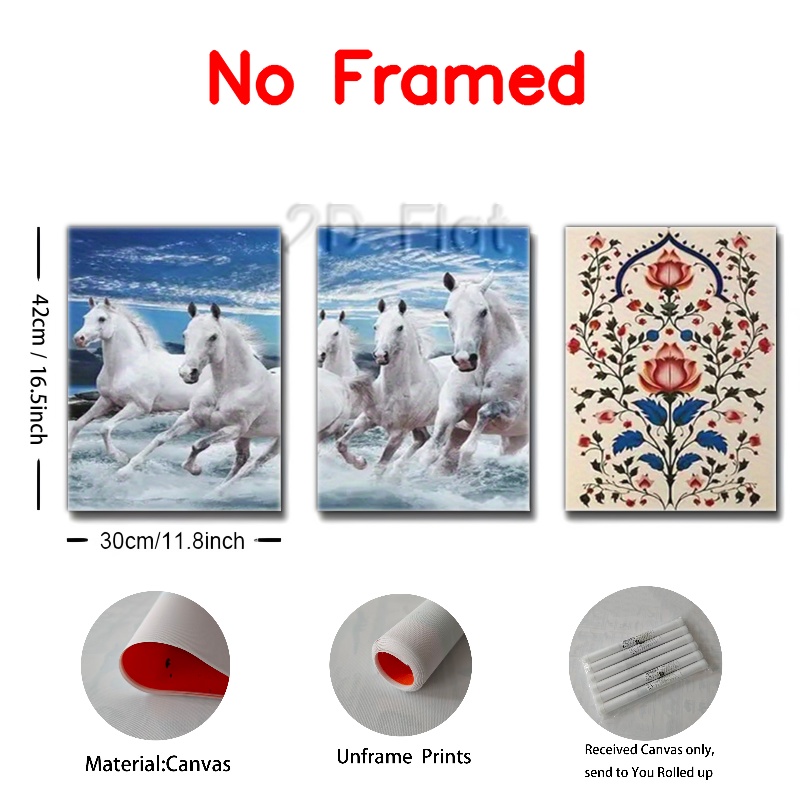 No Framed
2D Flat
42cm / 16.5inch
30cm/11.8inch
Material:Canvas
Unframe Prints
Received Canvas only,
send to You Rolled up